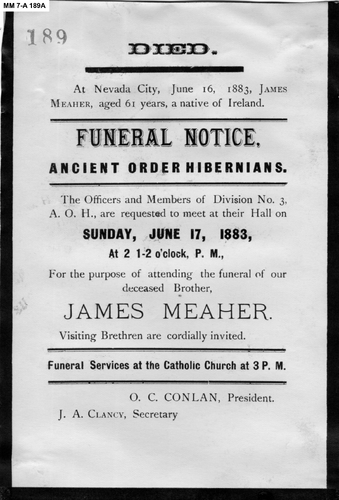 MM 7-A 189A
189
DIED.
At Nevada City, June 16, 1883, JAMES
MEAHER, aged 61 years, a native of Ireland.
FUNERAL NOTICE.
ANCIENT ORDER HIBERNIANS.
The Officers and Members of Division No. 3,
A. O. H., are requested to meet at their Hall on
SUNDAY, JUNE 17, 1883,
At 2 1-2 o'clock, P. M.,
For the purpose of attending the funeral of our
deceased Brother,
JAMES MEAHER.
Visiting Brethren are cordially invited.
Funeral Services at the Catholic Church at 3 P. M.
O. C. CONLAN, President.
J. A. CLANCY, Secretary